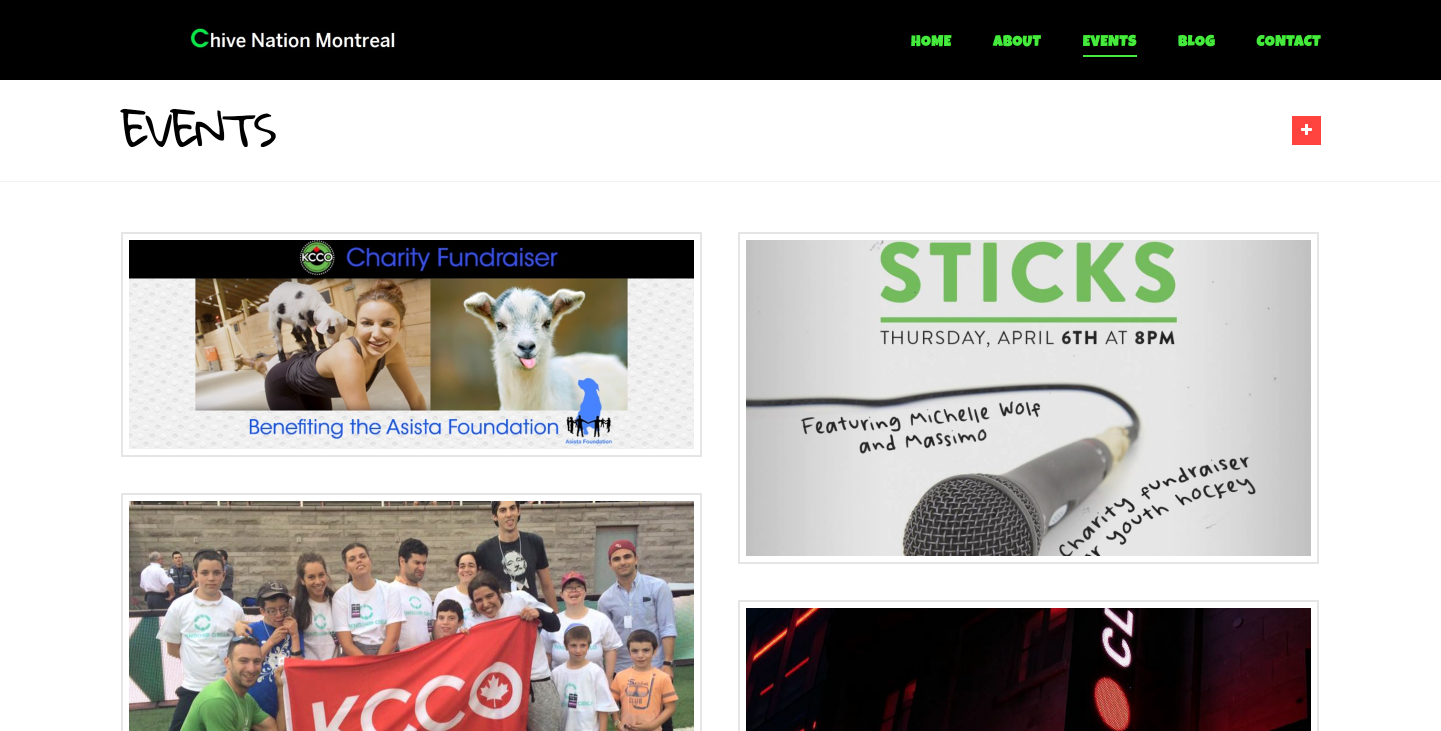 Chive Nation Montreal
HOME ABOUT EVENTS BLOG CONTACT
EVENTS
+
KCCO Charity Fundraiser
Benefiting the Asista Foundation
Asista Foundation
STICKS
THURSDAY, APRIL 6TH AT 8PM
Featuring Michelle Wolf
and Massimo
Charity fundraiser
youth hockey
KCCO
CL